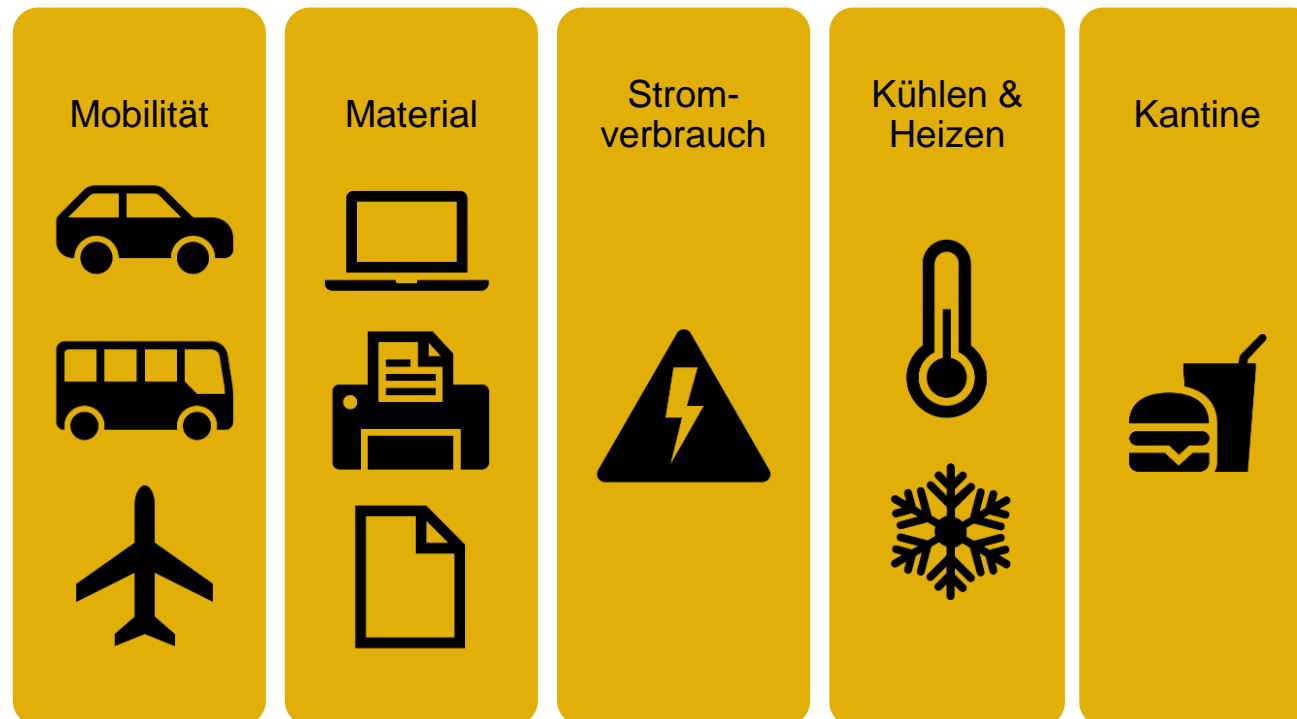 Mobilität
Material
Strom-
verbrauch
Kühlen &
Heizen
Kantine